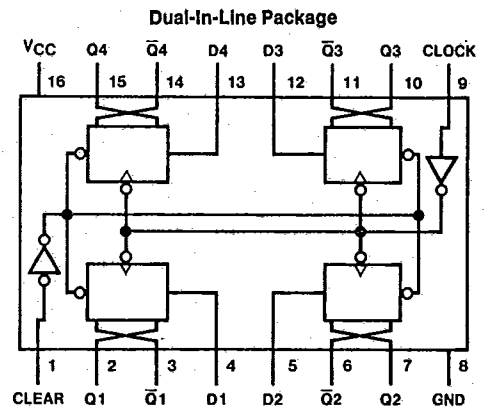 Dual-In-Line Package
VCC Q4 Q̅4 D4 D3 Q̅3 Q3 CLOCK
16 15 14 13 12 11 10 9
1 2 3 4 5 6 7 8
CLEAR Q1 Q̅1 D1 D2 Q̅2 Q2 GND